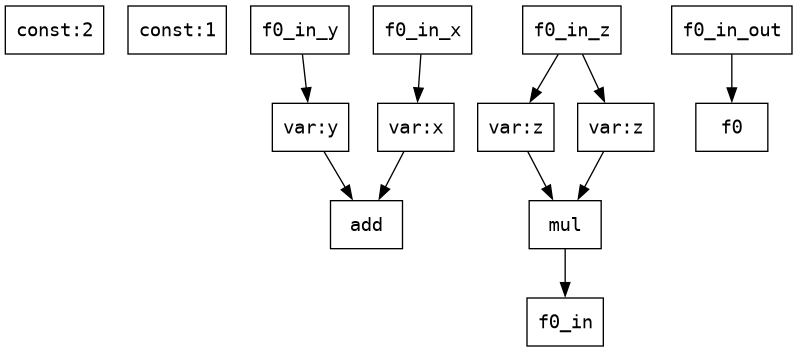 const:2
const:1
f0_in_y
f0_in_x
f0_in_z
f0_in_out
var:y
var:x
var:z
var:z
f0
add
mul
f0_in